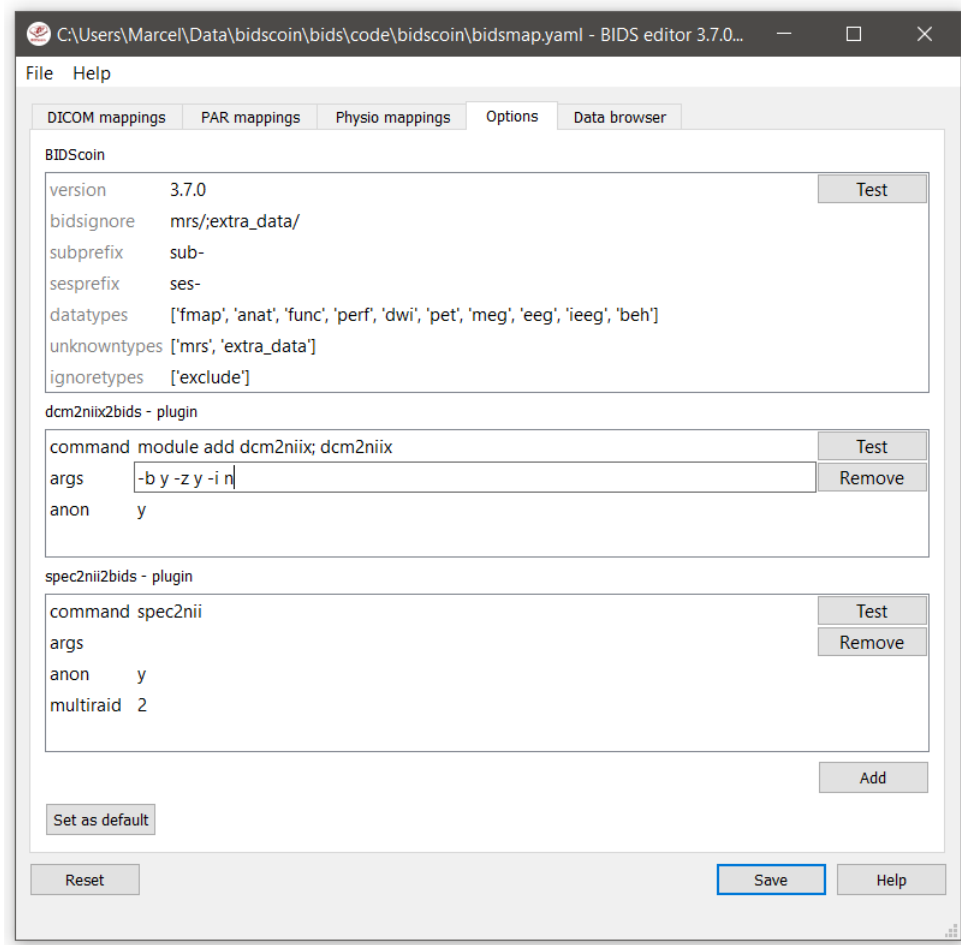 C:\Users\Marcel\Data\bidscoin\bids\code\bidscoin\bidsmap.yaml - BIDS editor 3.7.0...
File Help
DICOM mappings PAR mappings Physio mappings Options Data browser
BIDScoin
version 3.7.0 Test
bidsignore mrs/;extra_data/
subprefix sub-
sesprefix ses-
datatypes ['fmap', 'anat', 'func', 'perf', 'dwi', 'pet', 'meg', 'eeg', 'ieeg', 'beh']
unknowntypes ['mrs', 'extra_data']
ignoretypes ['exclude']
dcm2niix2bids - plugin
command module add dcm2niix; dcm2niix Test
args -b y -z y -i n Remove
anon y
spec2nii2bids - plugin
command spec2nii Test
args Remove
anon y
multiraid 2
Add
Set as default
Reset Save Help